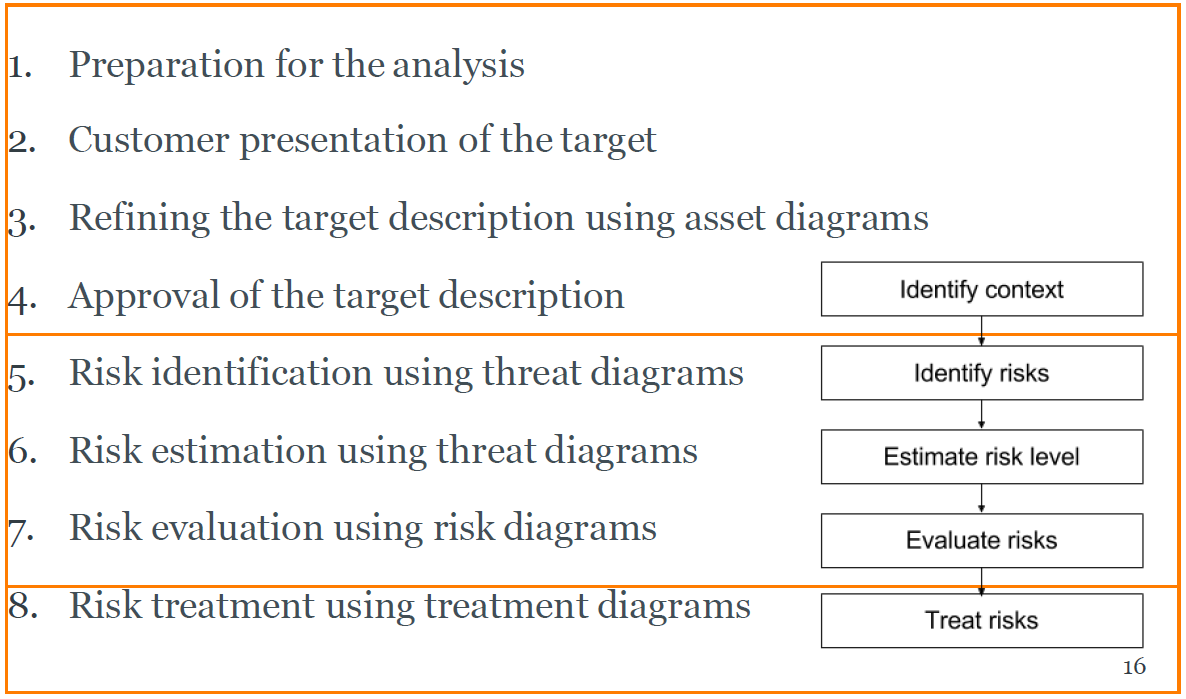 1. Preparation for the analysis
2. Customer presentation of the target
3. Refining the target description using asset diagrams
4. Approval of the target description
Identify context
5. Risk identification using threat diagrams
Identify risks
6. Risk estimation using threat diagrams
Estimate risk level
7. Risk evaluation using risk diagrams
Evaluate risks
8. Risk treatment using treatment diagrams
Treat risks
16